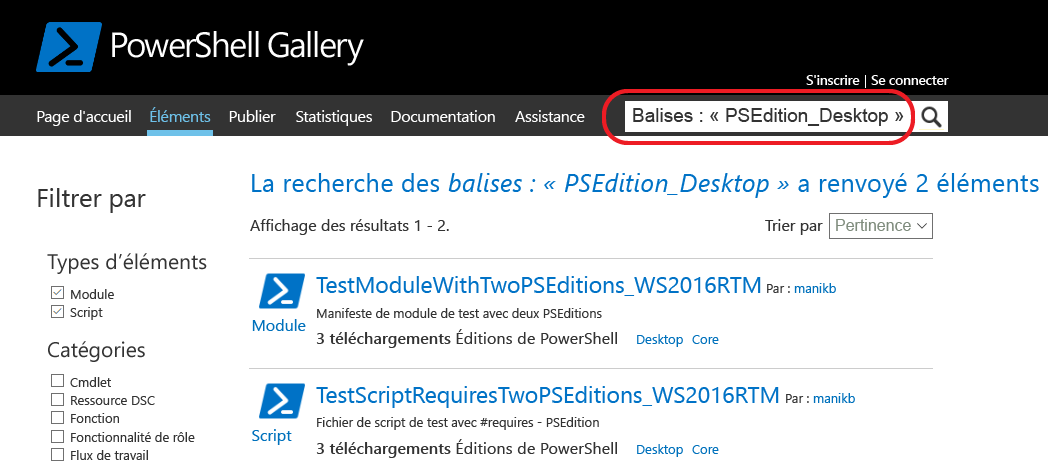 PowerShell Gallery
S'inscrire | Se connecter
Page d'accueil Éléments Publier Statistiques Documentation Assistance Balises : « PSEdition_Desktop »
Filtrer par
La recherche des balises : « PSEdition_Desktop » a renvoyé 2 éléments
Affichage des résultats 1 - 2.
Trier par Pertinence
Types d’éléments
Module
Script
Catégories
Cmdlet
Ressource DSC
Fonction
Fonctionnalité de rôle
Flux de travail
TestModuleWithTwoPSEditions_WS2016RTM Par : manikb
Module
Manifeste de module de test avec deux PSEditions
3 téléchargements Éditions de PowerShell Desktop Core
TestScriptRequiresTwoPSEditions_WS2016RTM Par : manikb
Script
Fichier de script de test avec #requires - PSEdition
3 téléchargements Éditions de PowerShell Desktop Core